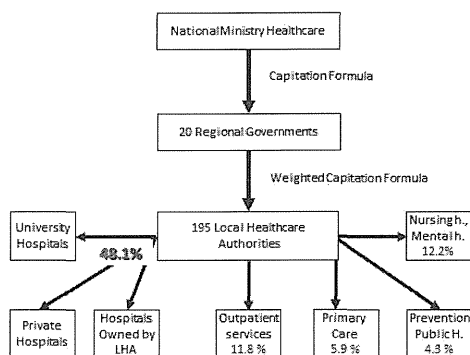 National Ministry Healthcare
Capitation Formula
20 Regional Governments
Weighted Capitation Formula
University
Hospitals
48.1%
195 Local Healthcare
Authorities
Nursing h.,
Mental h.
12.2%
Private
Hospitals
Hospitals
Owned by
LHA
Outpatient
services
11.8 %
Primary
Care
5.9 %
Prevention
Public H.
4.3 %